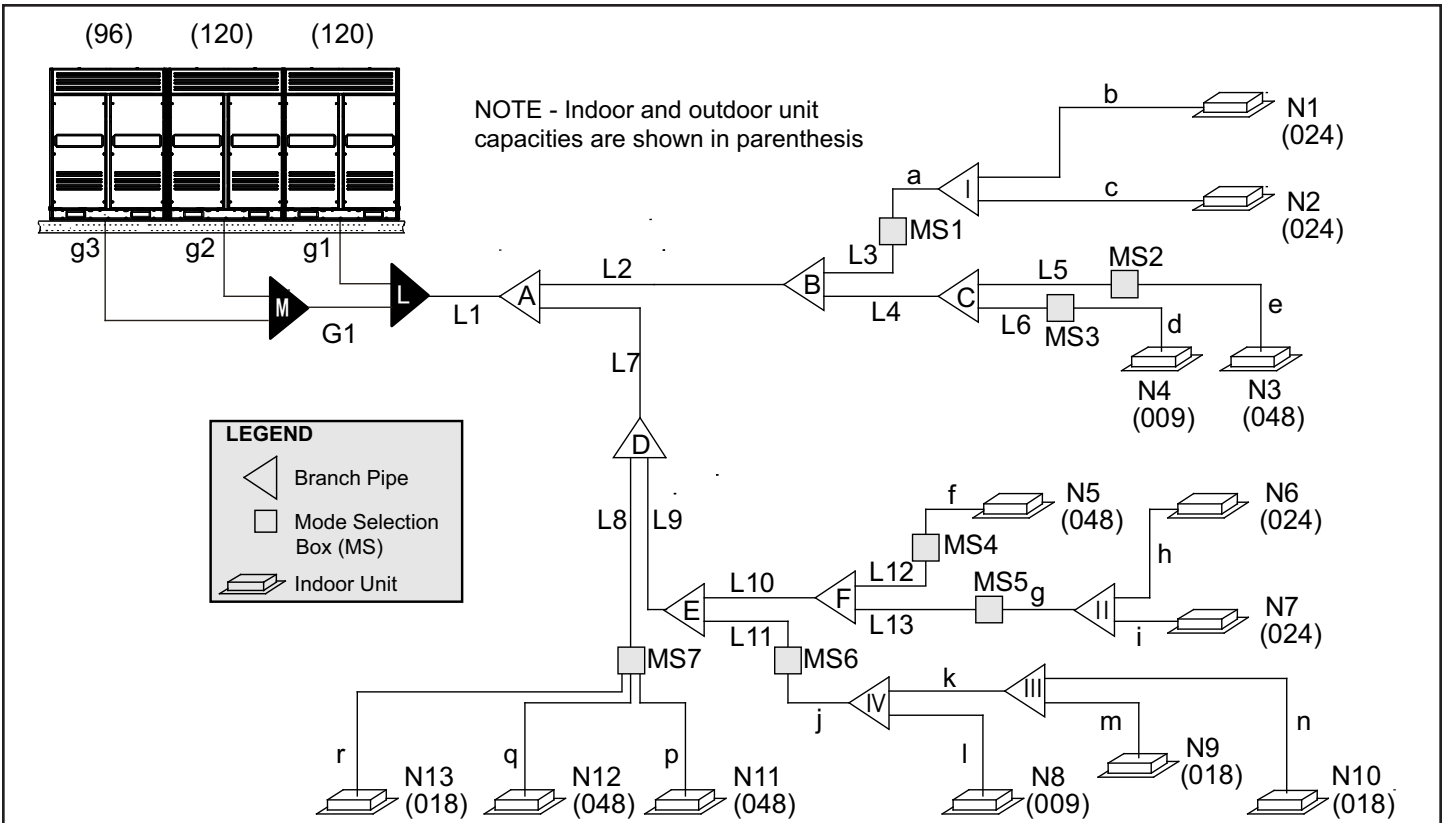 (96) (120) (120)
NOTE - Indoor and outdoor unit
capacities are shown in parenthesis
g3 g2 g1
M
G1
L
L1
A
L2
B
L3
MS1
a
I
b
N1
(024)
c
N2
(024)
L4
C
L5
MS2
e
L6
MS3
d
N4
(009)
N3
(048)
L7
D
LEGEND
Branch Pipe
Mode Selection
Box (MS)
Indoor Unit
L8
L9
E
L10
F
L12
MS4
f
N5
(048)
L13
MS5
g
II
h
N6
(024)
i
N7
(024)
L11
MS6
j
IV
k
III
l
m
n
N8
(009)
N9
(018)
N10
(018)
MS7
r
q
p
N13
(018)
N12
(048)
N11
(048)